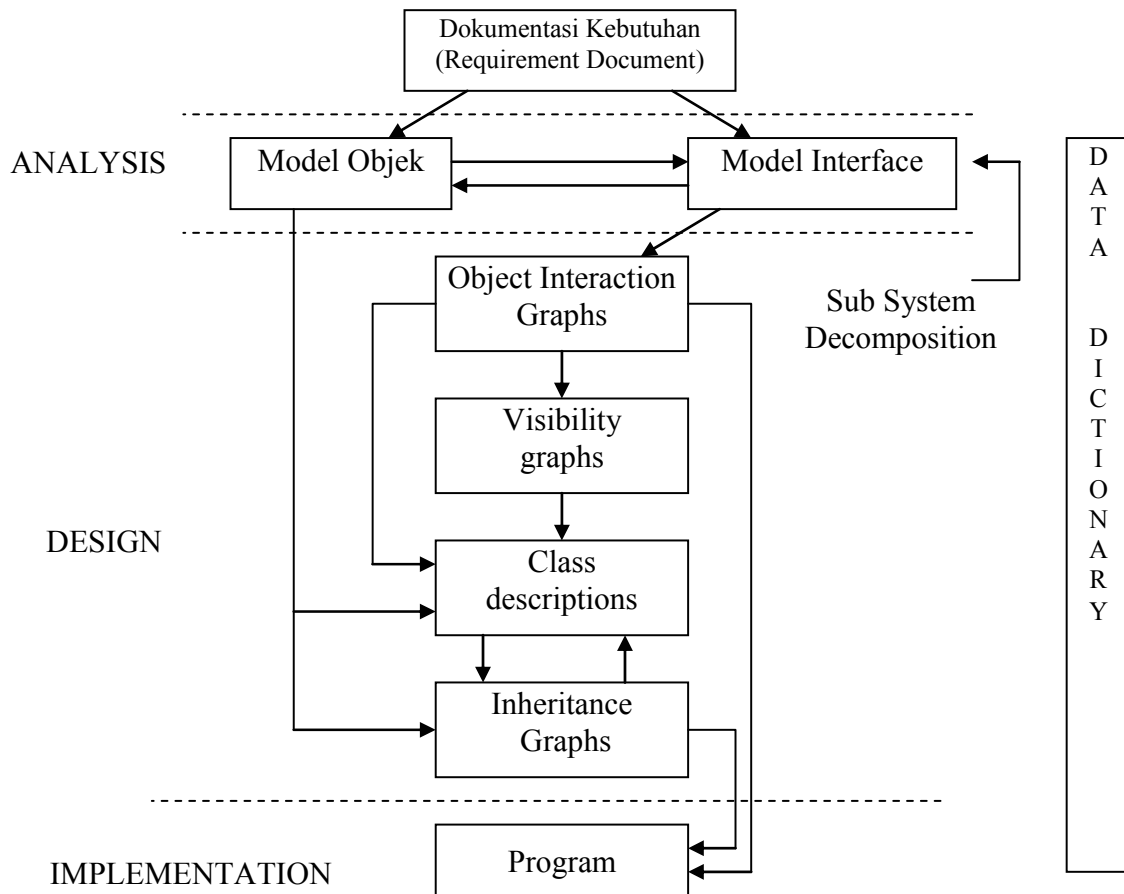 Dokumentasi Kebutuhan
(Requirement Document)
ANALYSIS
Model Objek
Model Interface
Object Interaction
Graphs
Sub System
Decomposition
Visibility
graphs
DESIGN
Class
descriptions
Inheritance
Graphs
IMPLEMENTATION
Program
D
A
T
A
D
I
C
T
I
O
N
A
R
Y